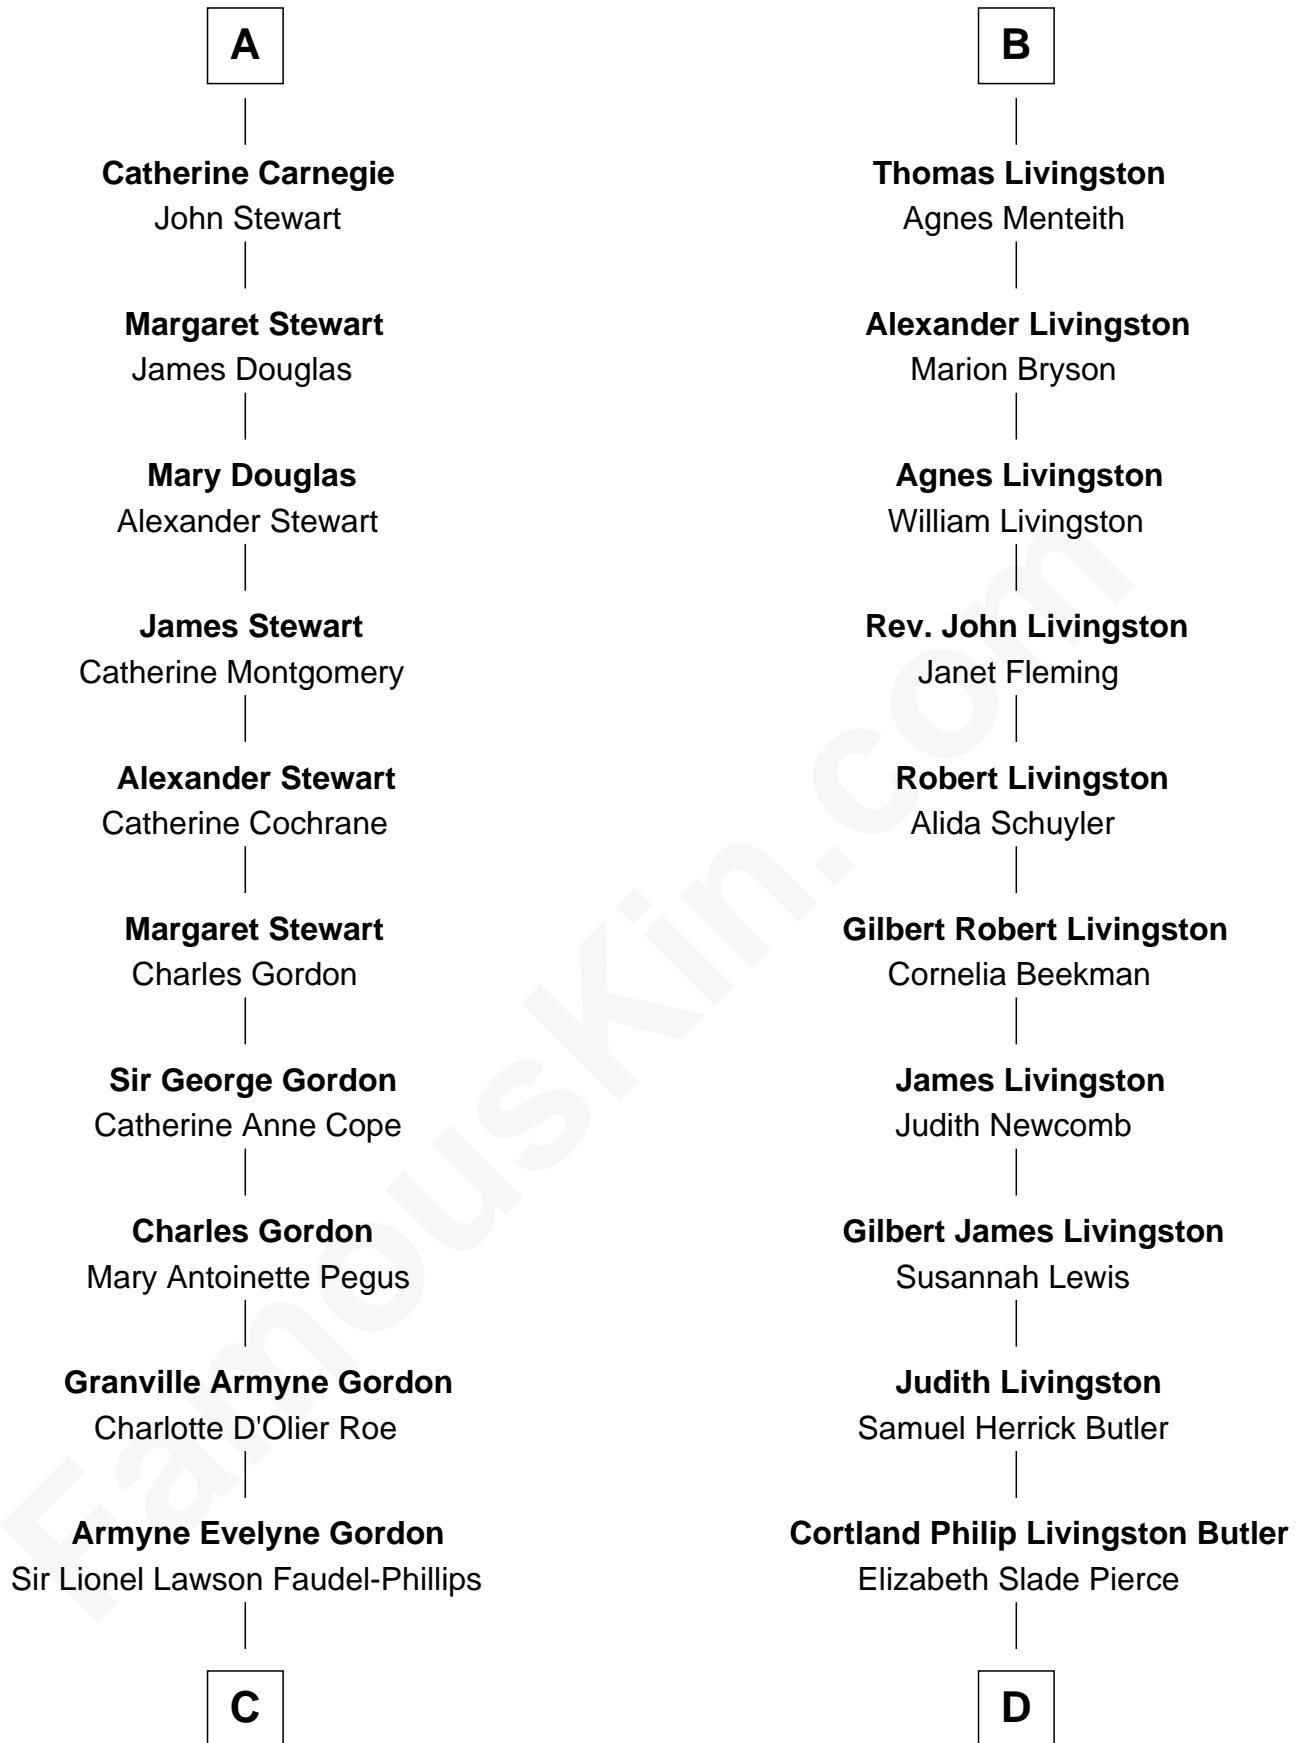 A
Catherine Carnegie
John Stewart
Margaret Stewart
James Douglas
Mary Douglas
Alexander Stewart
James Stewart
Catherine Montgomery
Alexander Stewart
Catherine Cochrane
Margaret Stewart
Charles Gordon
Sir George Gordon
Catherine Anne Cope
Charles Gordon
Mary Antoinette Pegus
Granville Armyne Gordon
Charlotte D'Olier Roe
Armyne Evelyne Gordon
Sir Lionel Lawson Faudel-Phillips
C
B
Thomas Livingston
Agnes Menteith
Alexander Livingston
Marion Bryson
Agnes Livingston
William Livingston
Rev. John Livingston
Janet Fleming
Robert Livingston
Alida Schuyler
Gilbert Robert Livingston
Cornelia Beekman
James Livingston
Judith Newcomb
Gilbert James Livingston
Susannah Lewis
Judith Livingston
Samuel Herrick Butler
Cortland Philip Livingston Butler
Elizabeth Slade Pierce
D
FamousKin.com